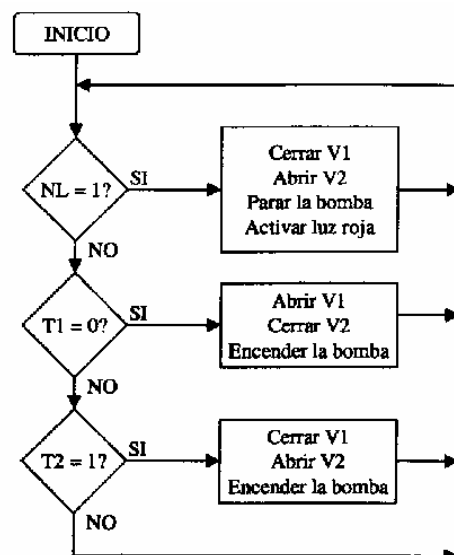 INICIO
NL = 1?
SI
Cerrar V1
Abrir V2
Parar la bomba
Activar luz roja
NO
T1 = 0?
SI
Abrir V1
Cerrar V2
Encender la bomba
NO
T2 = 1?
SI
Cerrar V1
Abrir V2
Encender la bomba
NO